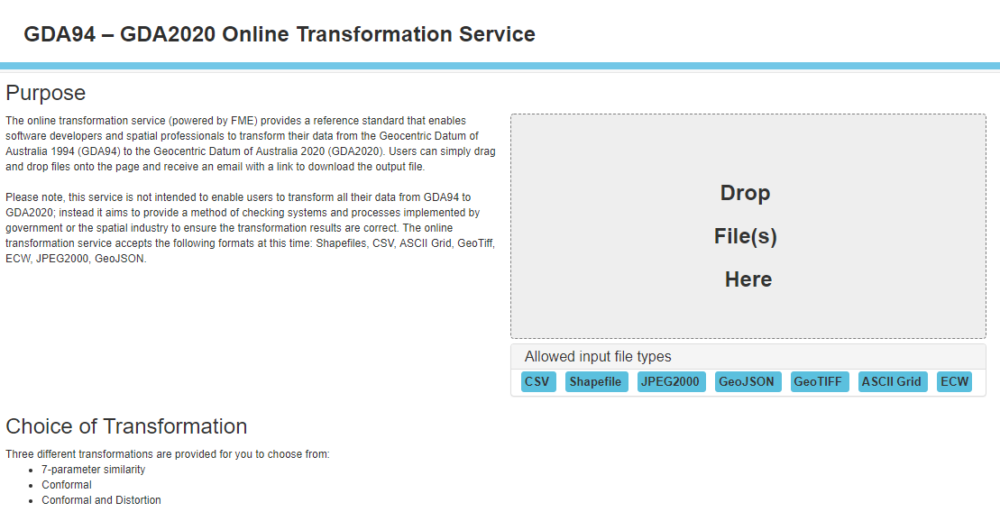 GDA94 – GDA2020 Online Transformation Service
Purpose
The online transformation service (powered by FME) provides a reference standard that enables
software developers and spatial professionals to transform their data from the Geocentric Datum of
Australia 1994 (GDA94) to the Geocentric Datum of Australia 2020 (GDA2020). Users can simply drag
and drop files onto the page and receive an email with a link to download the output file.
Please note, this service is not intended to enable users to transform all their data from GDA94 to
GDA2020; instead it aims to provide a method of checking systems and processes implemented by
government or the spatial industry to ensure the transformation results are correct. The online
transformation service accepts the following formats at this time: Shapefiles, CSV, ASCII Grid, GeoTiff,
ECW, JPEG2000, GeoJSON.
Drop
File(s)
Here
Allowed input file types
CSV Shapefile JPEG2000 GeoJSON GeoTIFF ASCII Grid ECW
Choice of Transformation
Three different transformations are provided for you to choose from:
• 7-parameter similarity
• Conformal
• Conformal and Distortion